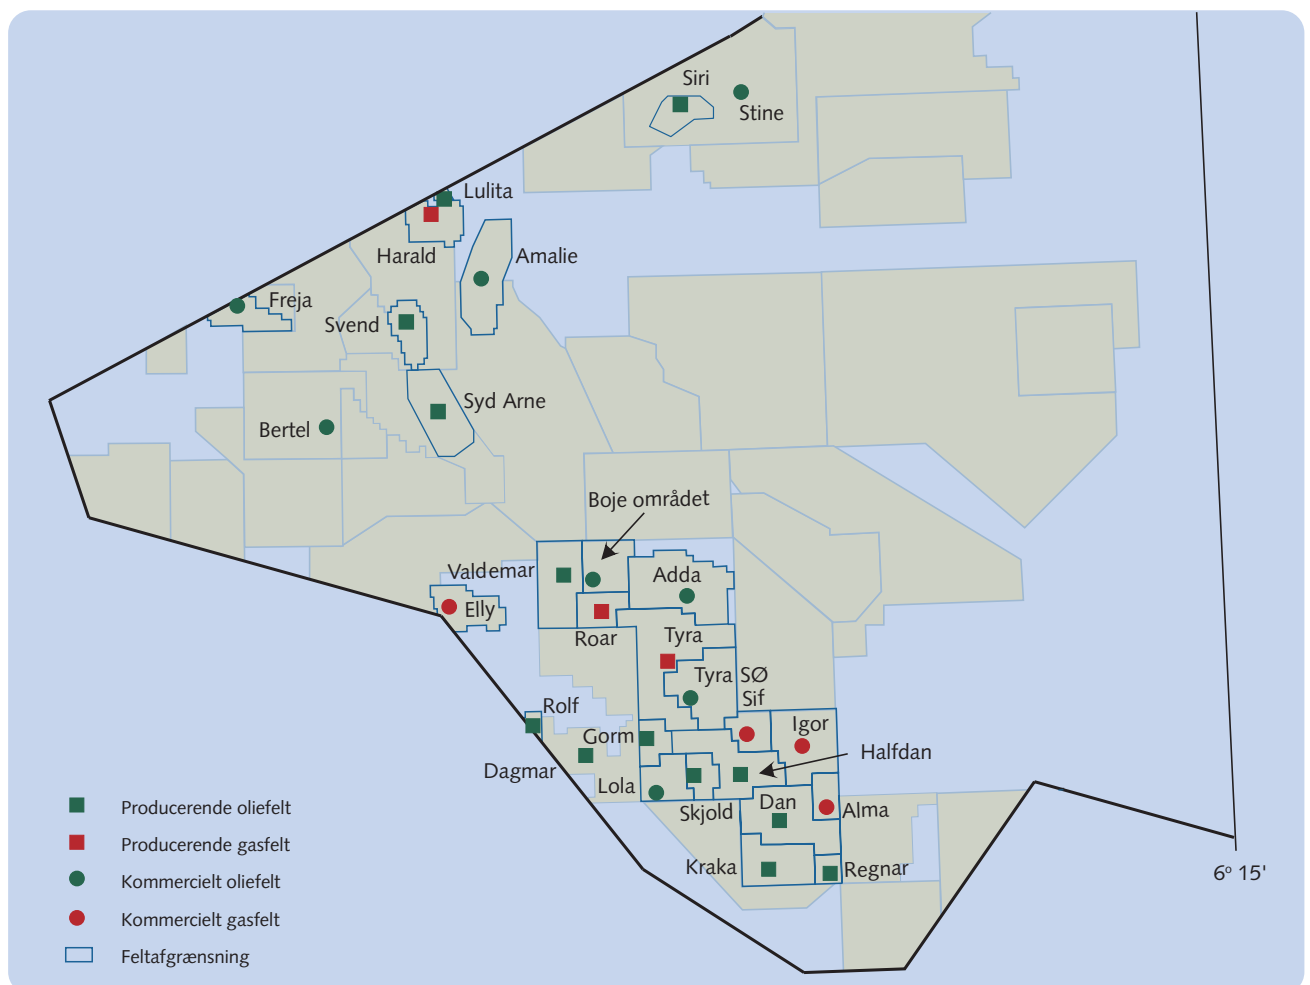 Siri
Stine
Lulita
Harald
Amalie
Freja
Svend
Syd Arne
Bertel
Boje området
Valdemar
Adda
Elly
Roar
Tyra
Tyra SØ
Sif
Rolf
Igor
Gorm
Halfdan
Dagmar
Lola
Skjold
Dan
Alma
Kraka
Regnar
6º 15'
Producerende oliefelt
Producerende gasfelt
Kommercielt oliefelt
Kommercielt gasfelt
Feltafgrænsning